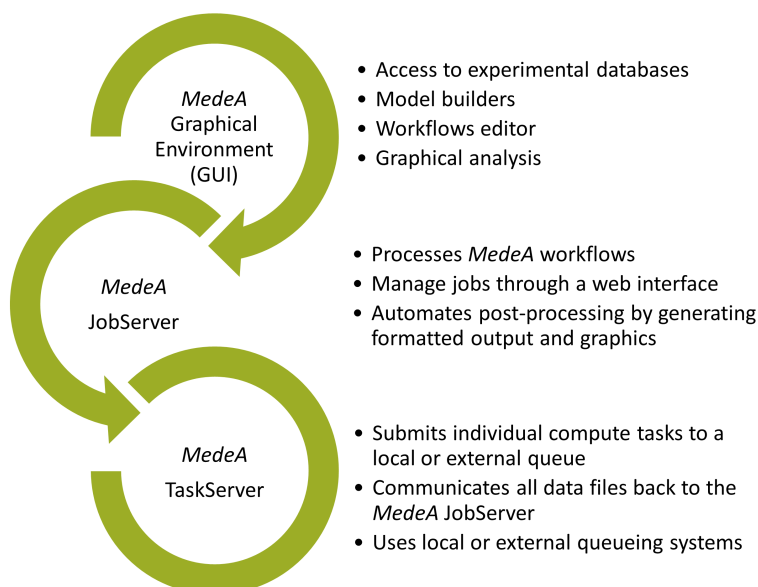 MedeA
Graphical
Environment
(GUI)
• Access to experimental databases
• Model builders
• Workflows editor
• Graphical analysis
MedeA
JobServer
• Processes MedeA workflows
• Manage jobs through a web interface
• Automates post-processing by generating
formatted output and graphics
MedeA
TaskServer
• Submits individual compute tasks to a
local or external queue
• Communicates all data files back to the
MedeA JobServer
• Uses local or external queueing systems